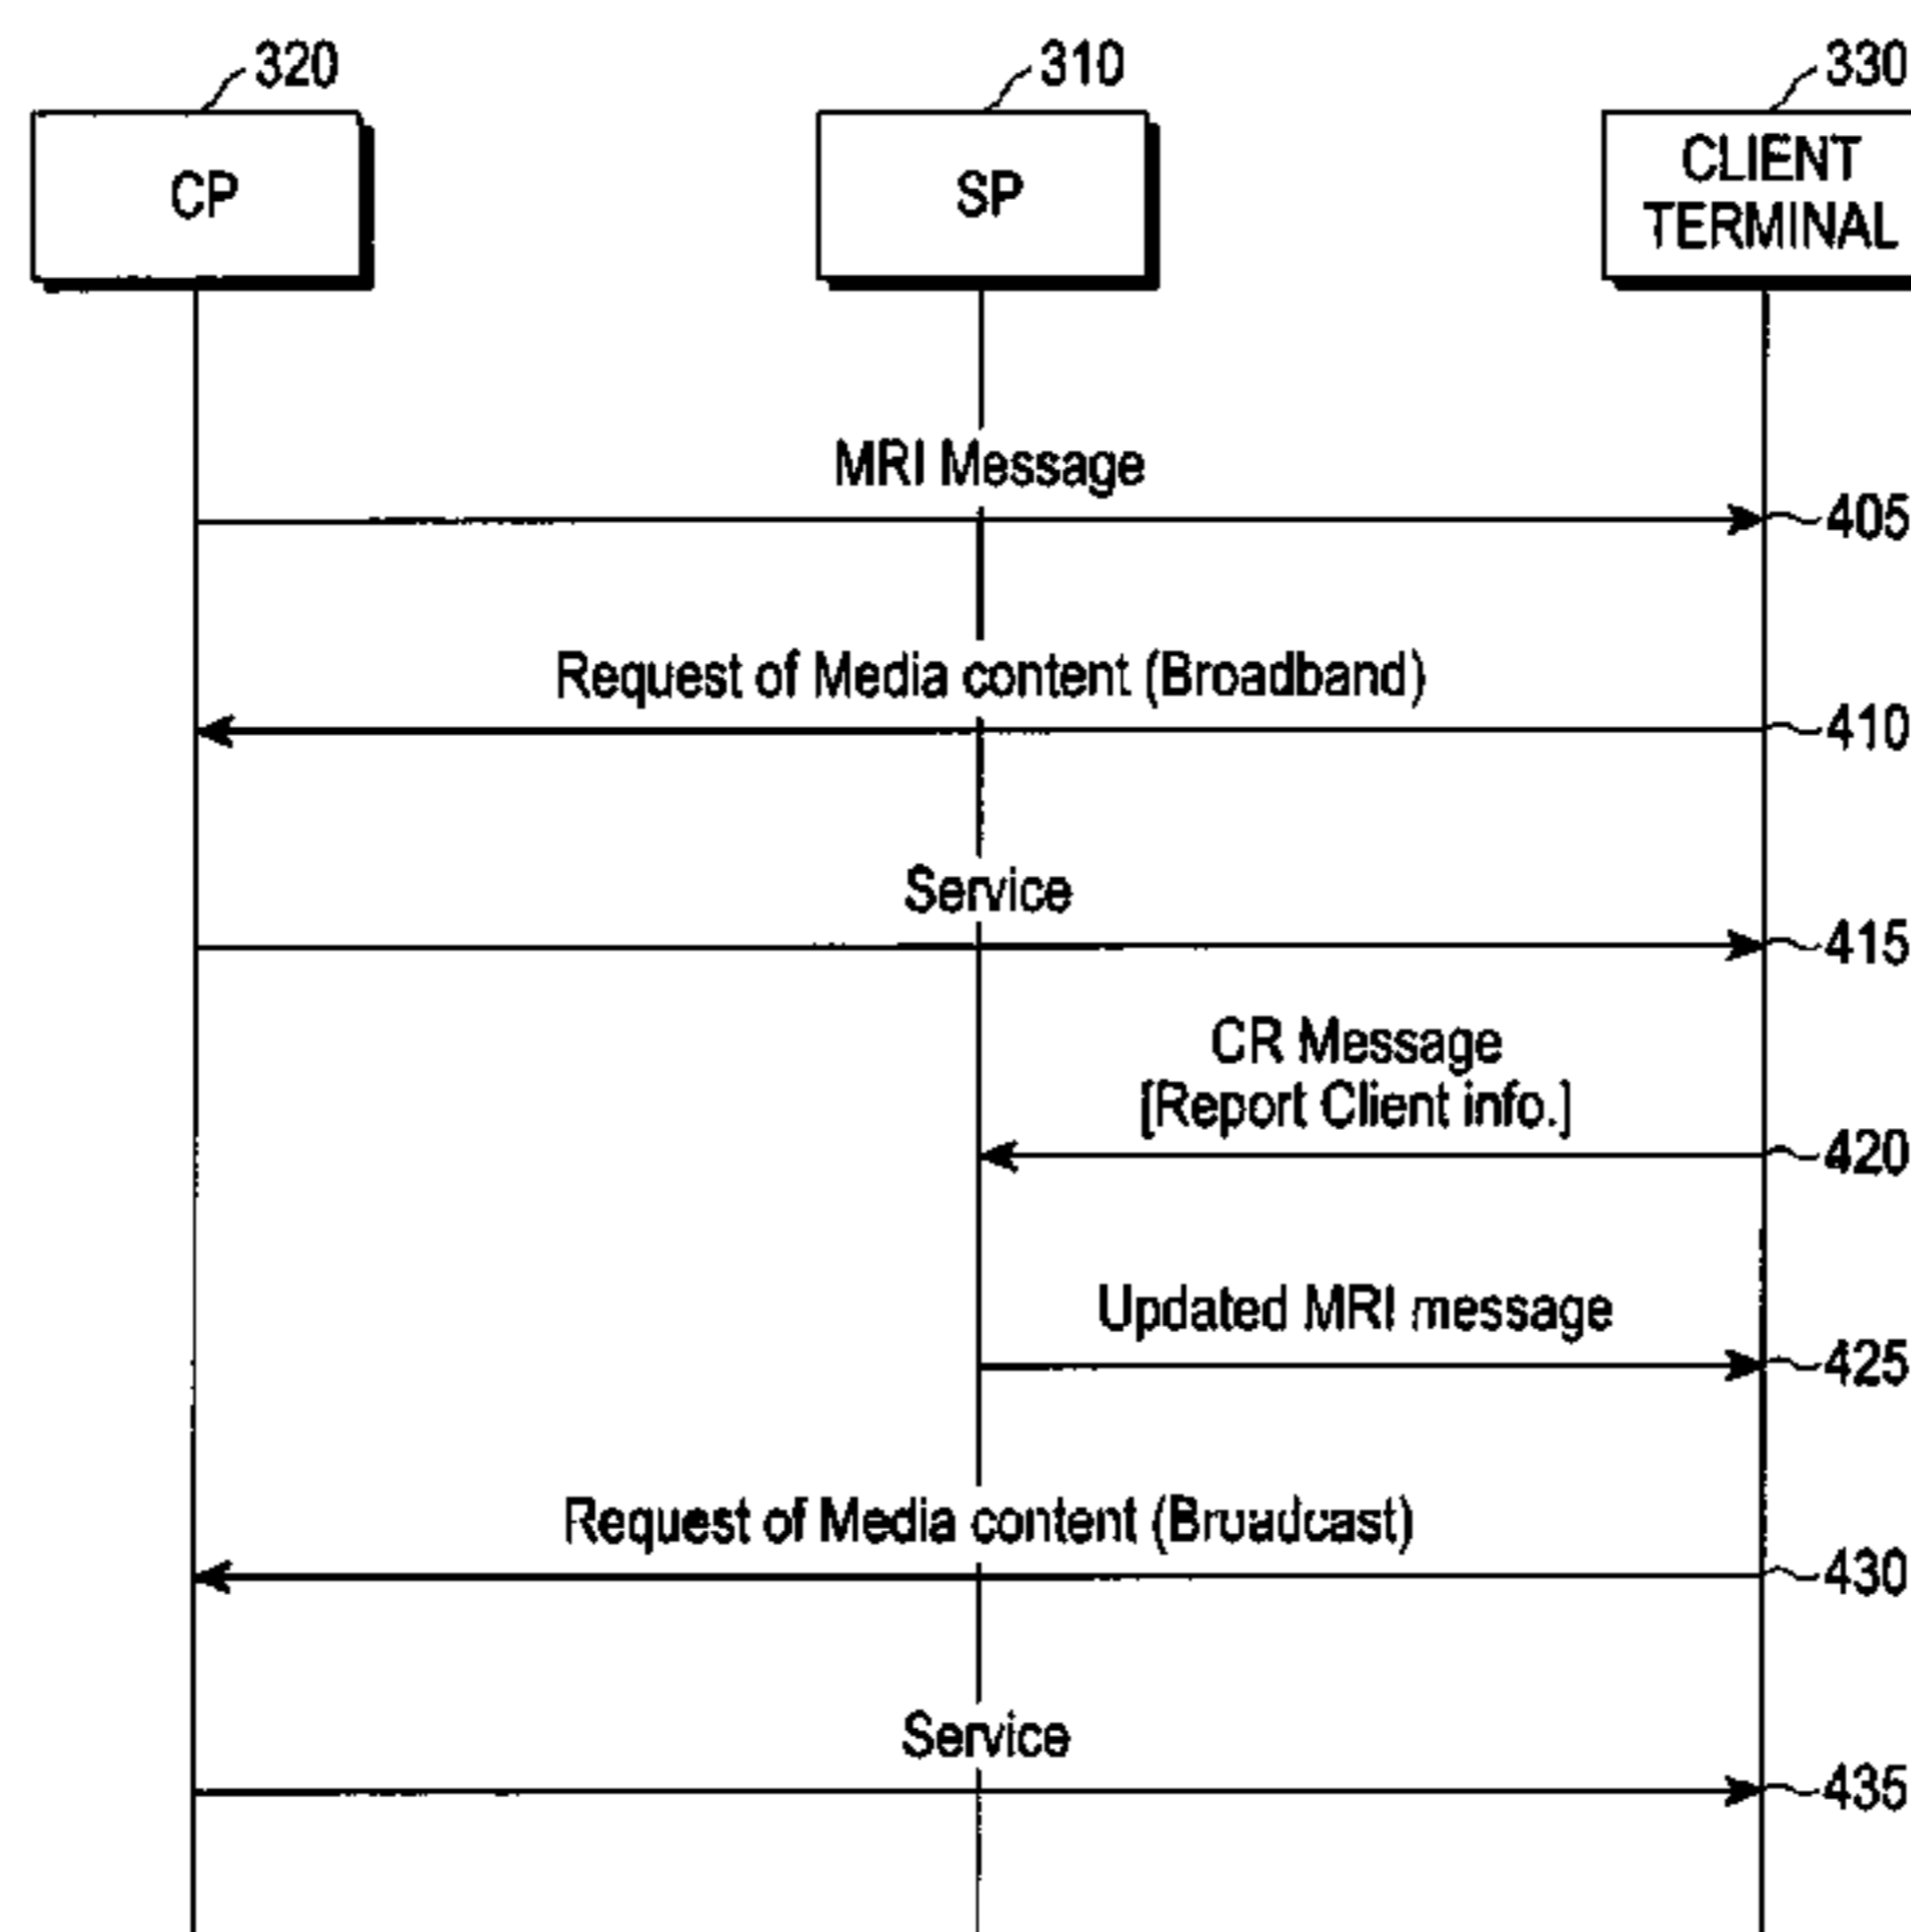 320
310
330
CP
SP
CLIENT
TERMINAL
MRI Message
405
Request of Media content (Broadband)
410
Service
415
CR Message
[Report Client info.]
420
Updated MRI message
425
Request of Media content (Broadcast)
430
Service
435